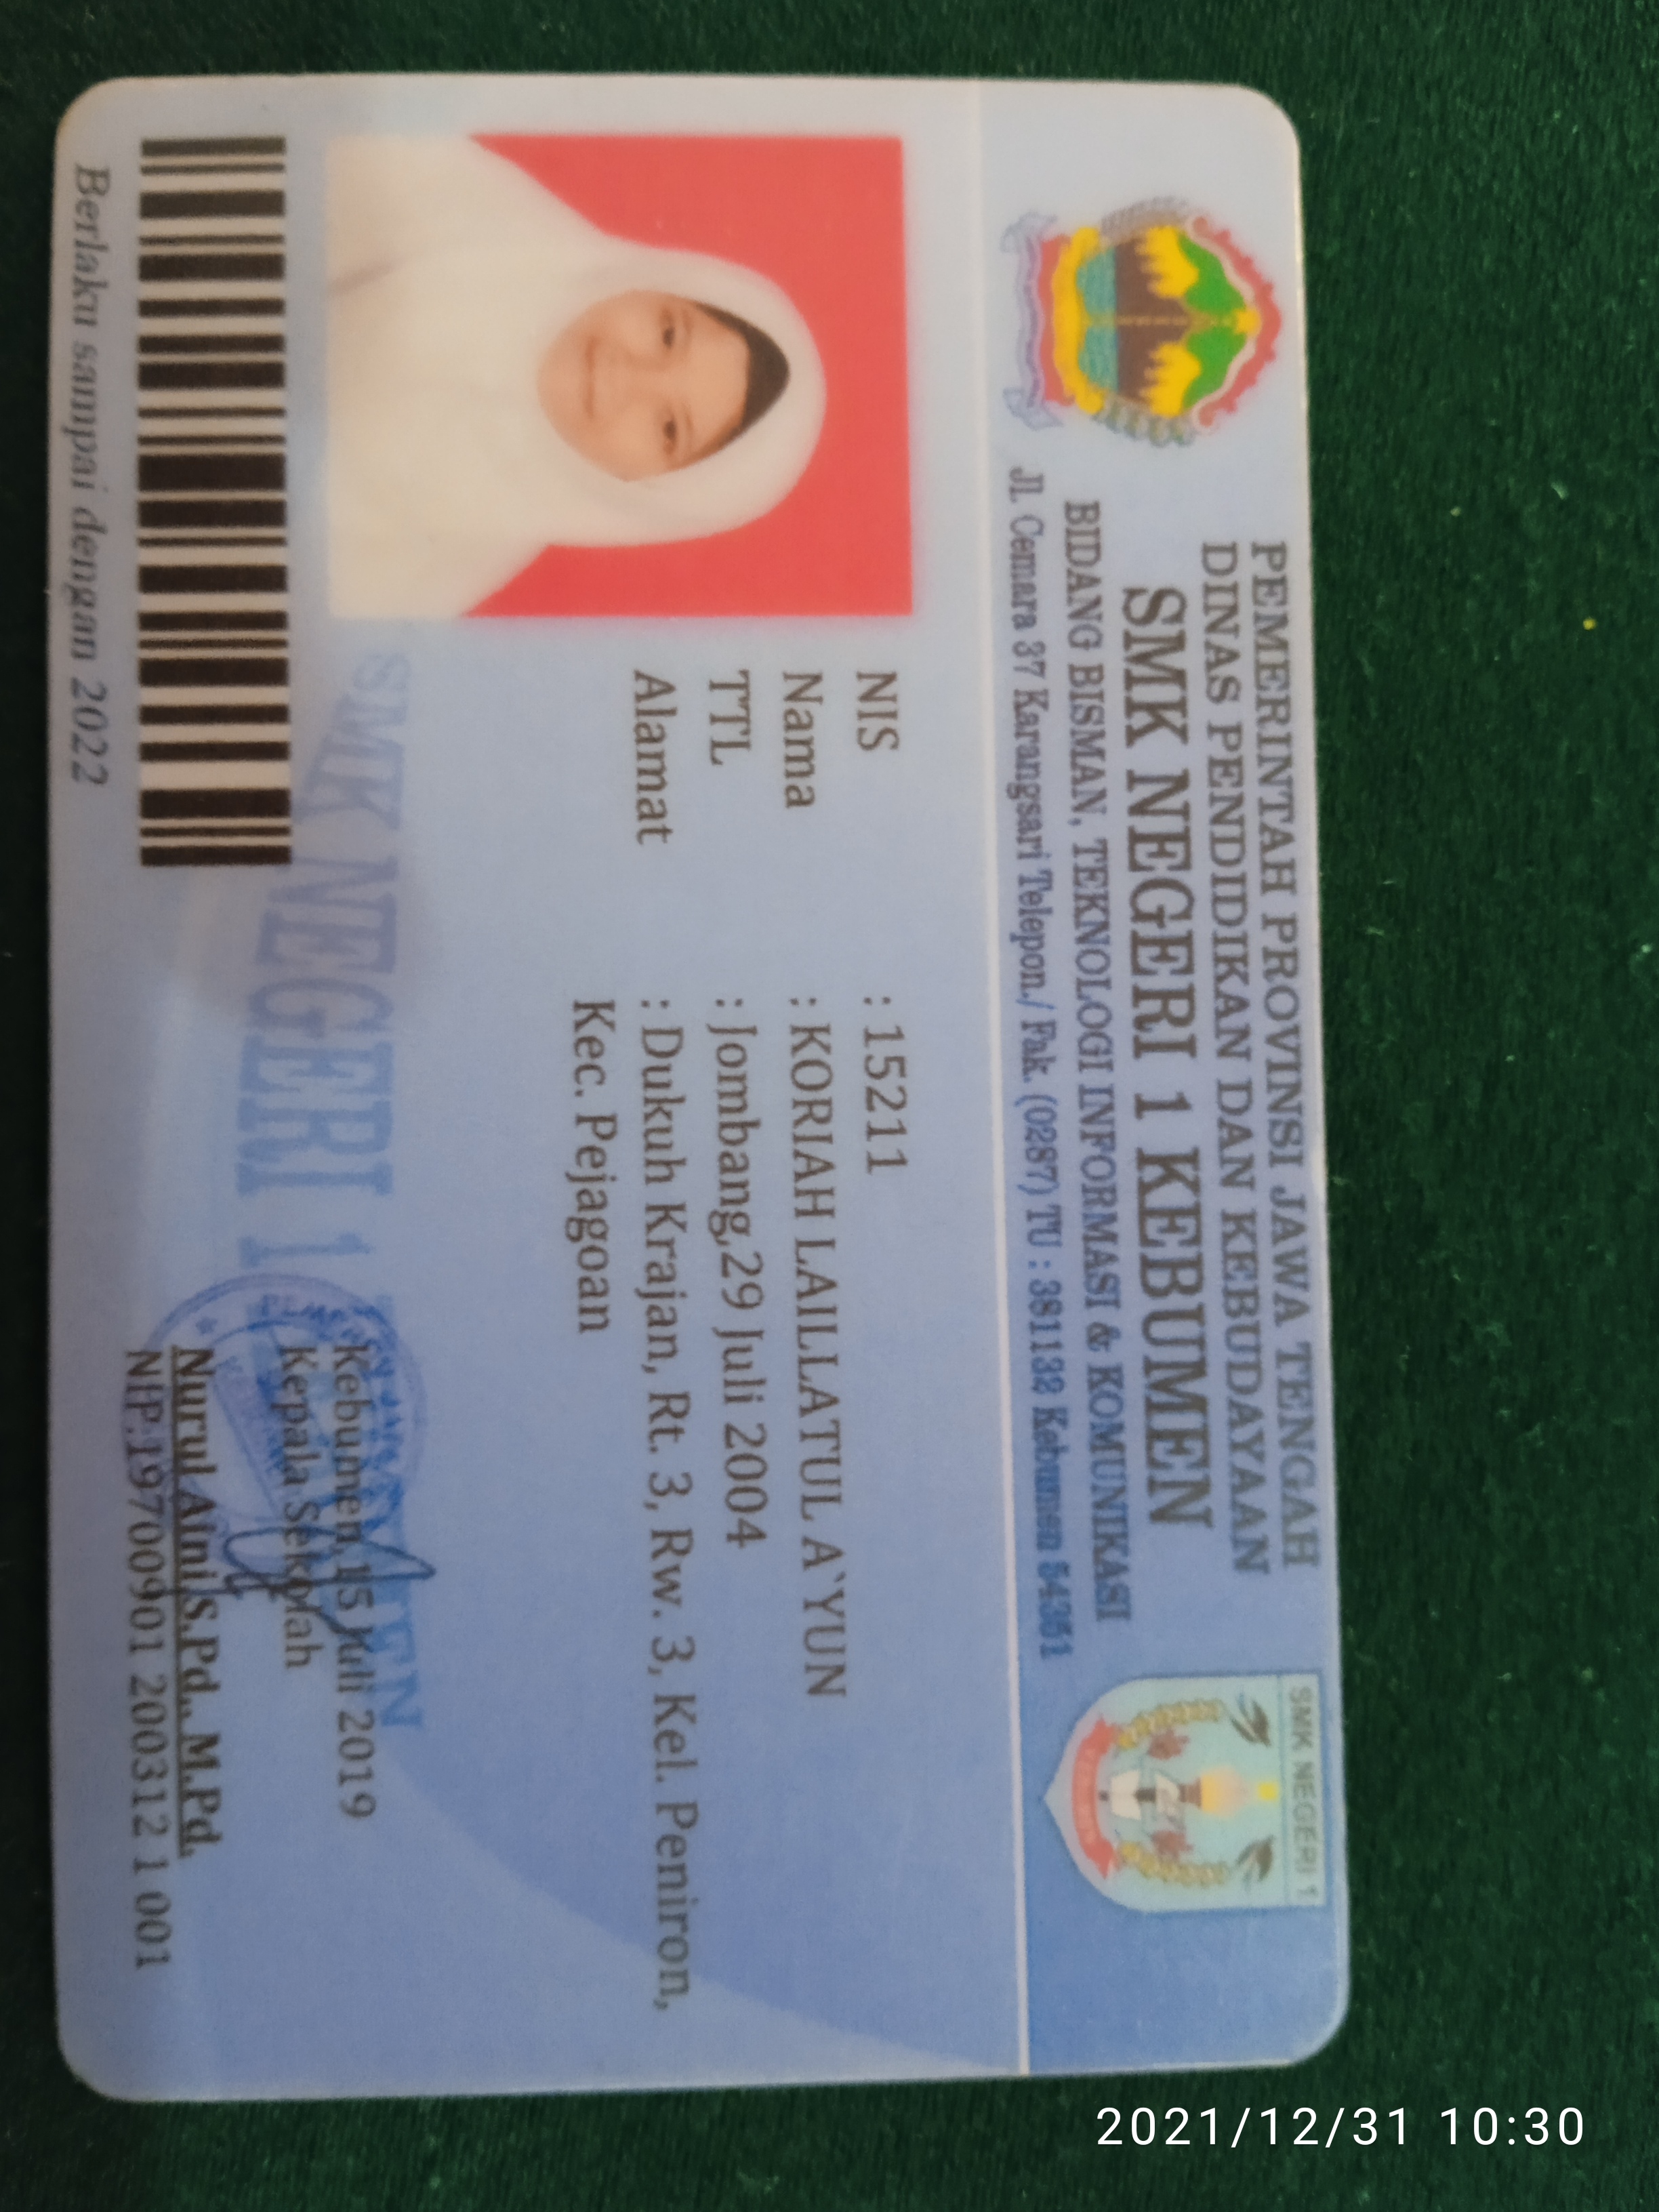 PEMERINTAH PROVINSI JAWA TENGAH
DINAS PENDIDIKAN DAN KEBUDAYAAN
SMK NEGERI 1 KEBUMEN
BIDANG BISMAN, TEKNOLOGI INFORMASI & KOMUNIKASI
Jl. Cemara 37 Karangsari Telepon./ Fak. (0287) TU : 381132 Kebumen 54351
SMK NEGERI 1
NIS : 15211
Nama : KORIAH LAILLATUL A`YUN
TTL : Jombang,29 Juli 2004
Alamat : Dukuh Krajan, Rt. 3, Rw. 3, Kel. Peniron,
Kec. Pejagoan
SMK NEGERI 1
Kebumen, 15 Juli 2019
Kepala Sekolah
Nurul Aini,S.Pd., M.Pd.
NIP.19700901 200312 1 001
Berlaku sampai dengan 2022
2021/12/31 10:30